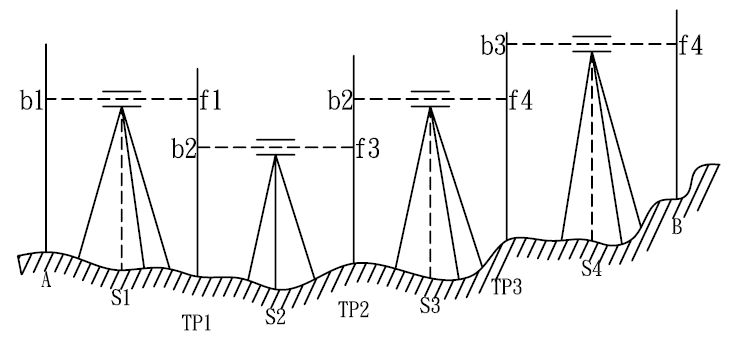 b3 f4
b1 f1 b2 f4
b2 f3
A S1 TP1 S2 TP2 S3 TP3 S4 B